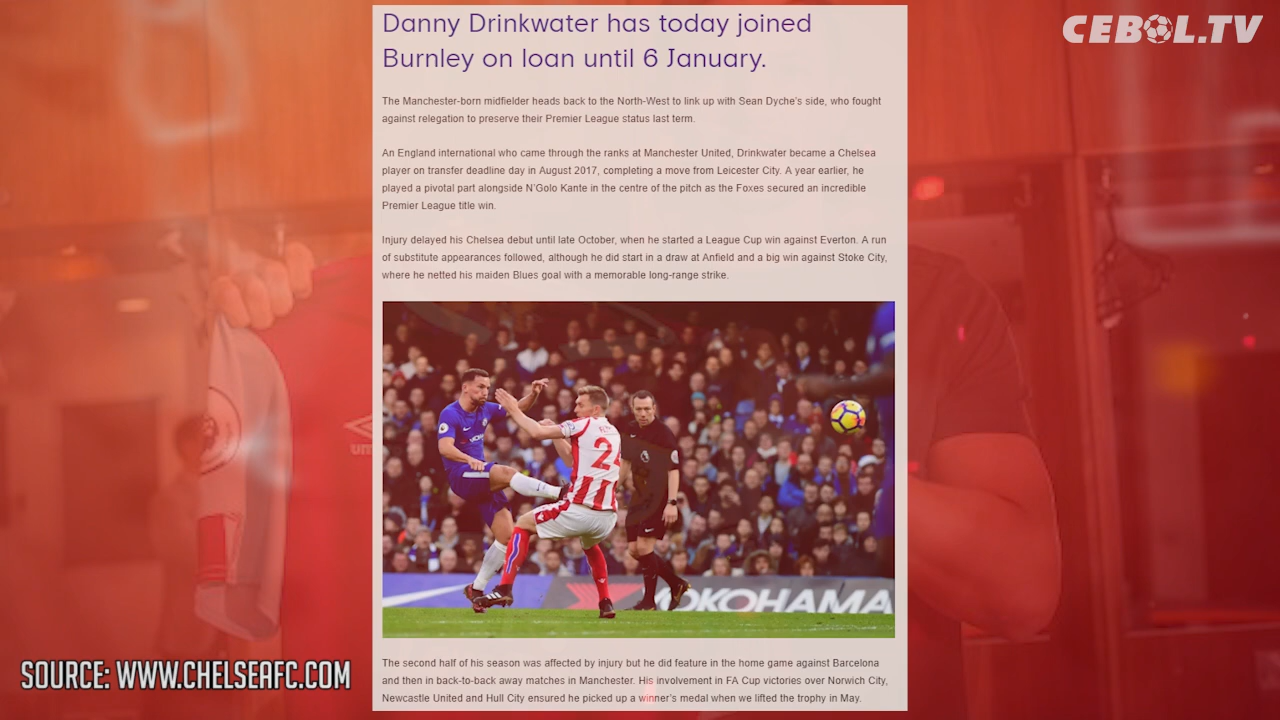 Danny Drinkwater has today joined
Burnley on loan until 6 January.
CEBOL.TV
The Manchester-born midfielder heads back to the North-West to link up with Sean Dyche's side, who fought
against relegation to preserve their Premier League status last term.
An England international who came through the ranks at Manchester United, Drinkwater became a Chelsea
player on transfer deadline day in August 2017, completing a move from Leicester City. A year earlier, he
played a pivotal part alongside N'Golo Kante in the centre of the pitch as the Foxes secured an incredible
Premier League title win.
Injury delayed his Chelsea debut until late October, when he started a League Cup win against Everton. A run
of substitute appearances followed, although he did start in a draw at Anfield and a big win against Stoke City,
where he netted his maiden Blues goal with a memorable long-range strike.
24
YOKOHAMA
The second half of his season was affected by injury but he did feature in the home game against Barcelona
and then in back-to-back away matches in Manchester. His involvement in FA Cup victories over Norwich City,
Newcastle United and Hull City ensured he picked up a winner's medal when we lifted the trophy in May.
SOURCE: WWW.CHELSEAFC.COM